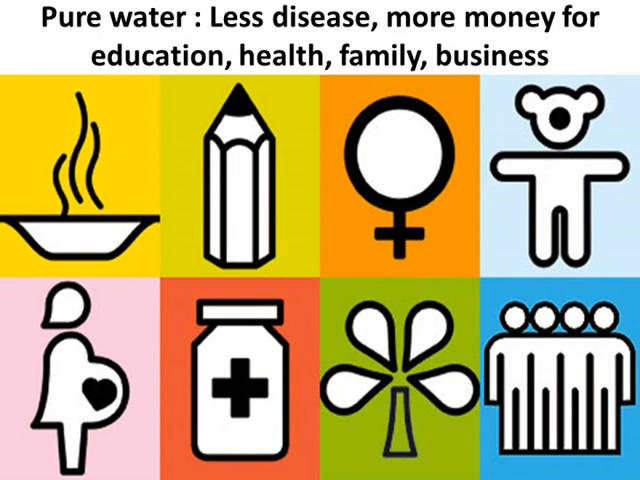 Pure water : Less disease, more money for
education, health, family, business